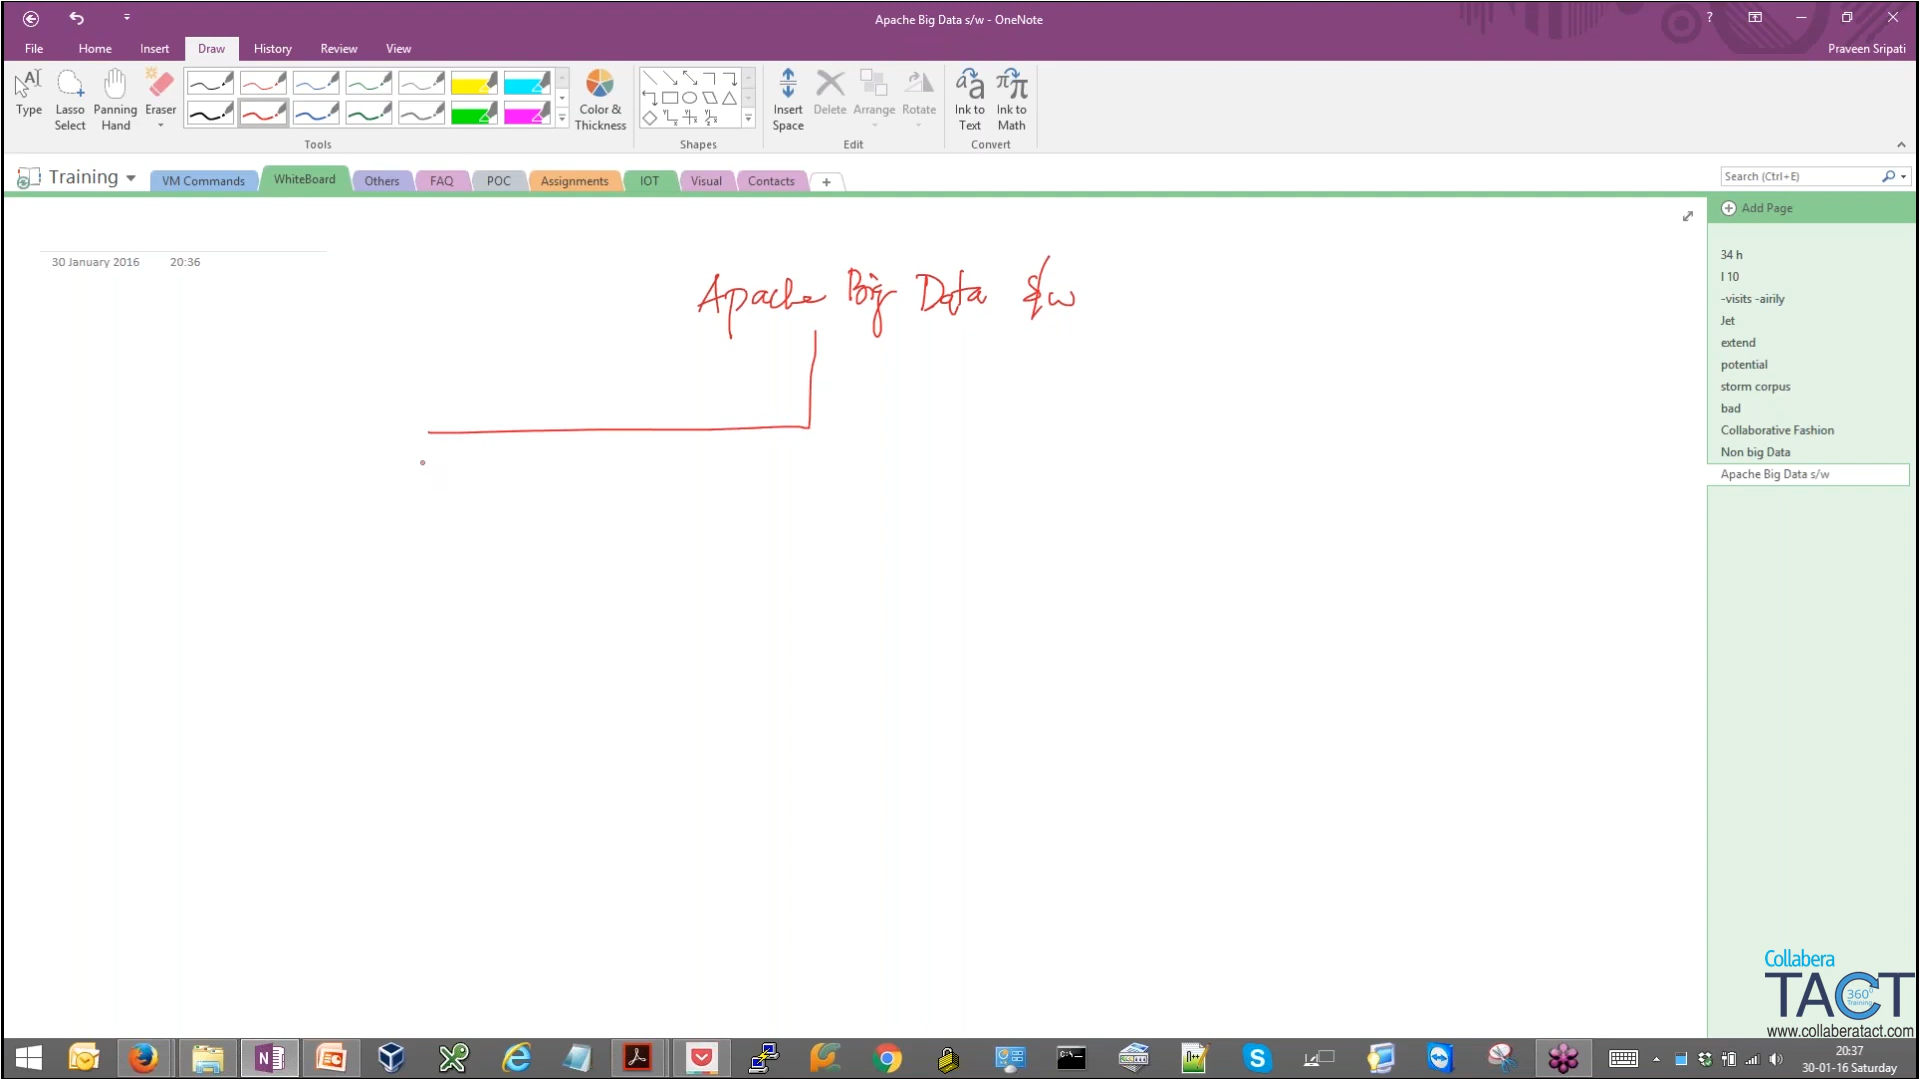 Apache Big Data s/w - OneNote
?
File Home Insert Draw History Review View
Praveen Sripati
Type
Lasso Select
Panning Hand
Eraser
Color & Thickness
Insert Space
Delete
Arrange
Rotate
Ink to Text
Ink to Math
Tools Shapes Edit Convert
Training
VM Commands WhiteBoard Others FAQ POC Assignments IOT Visual Contacts +
Search (Ctrl+E)
Add Page
30 January 2016 20:36
Apache Big Data s/w
34 h
I 10
-visits -airily
Jet
extend
potential
storm corpus
bad
Collaborative Fashion
Non big Data
Apache Big Data s/w
Collabera
TACT
360°
Training
www.collaberatact.com
20:37
30-01-16 Saturday